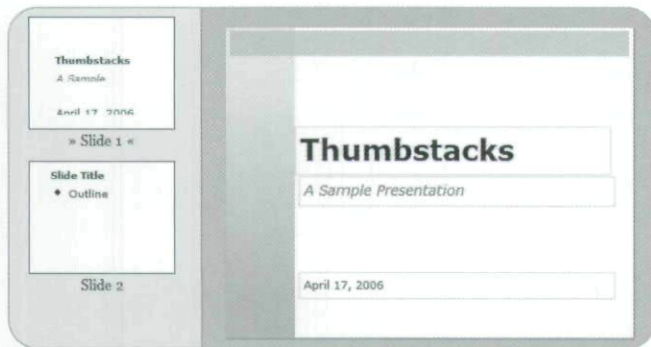 Thumbstacks
A Sample
April 17, 2006
» Slide 1 «
Slide Title
◆ Outline
Slide 2
Thumbstacks
A Sample Presentation
April 17, 2006